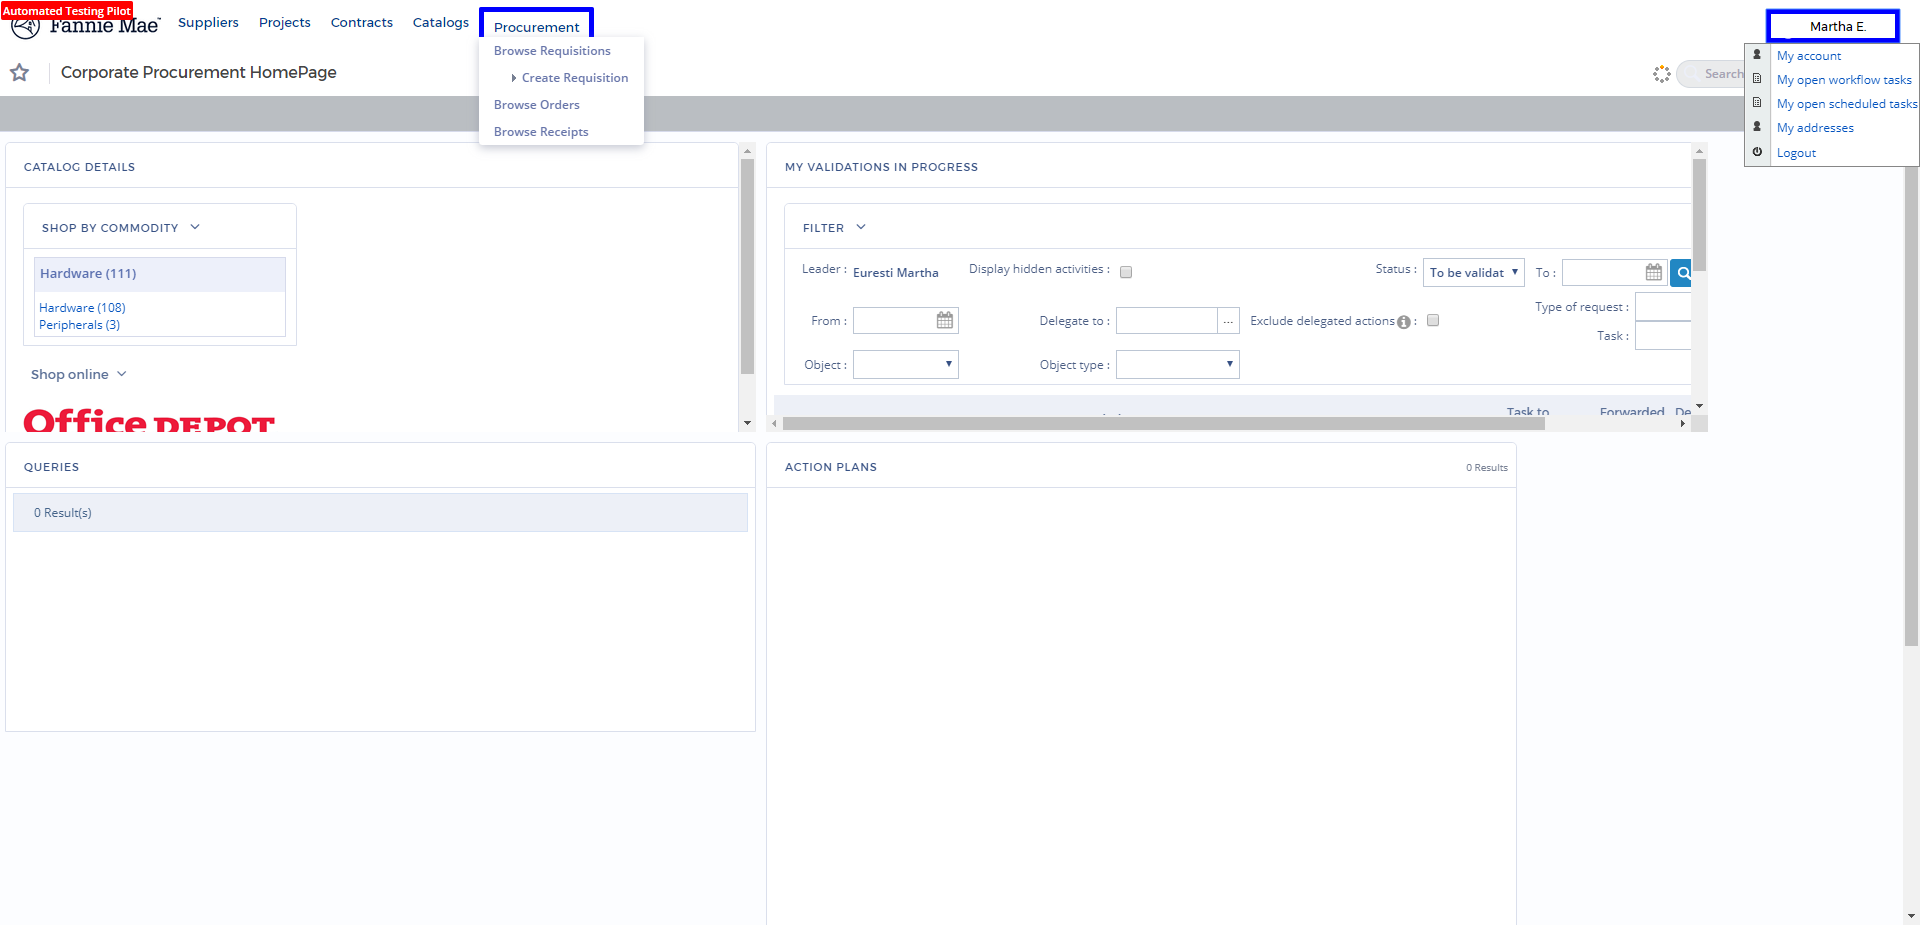 Automated Testing Pilot
Fannie Mae
Suppliers
Projects
Contracts
Catalogs
Procurement
Martha E.
Browse Requisitions
Create Requisition
Browse Orders
Browse Receipts
My account
My open workflow tasks
My open scheduled tasks
My addresses
Logout
Corporate Procurement HomePage
Search
CATALOG DETAILS
SHOP BY COMMODITY
Hardware (111)
Hardware (108)
Peripherals (3)
Shop online
Office DEPOT
MY VALIDATIONS IN PROGRESS
FILTER
Leader : Euresti Martha
Display hidden activities :
Status : To be validat
To :
From :
Delegate to : ...
Exclude delegated actions :
Type of request :
Task :
Object :
Object type :
Task to
Forwarded
De
QUERIES
0 Result(s)
ACTION PLANS
0 Results